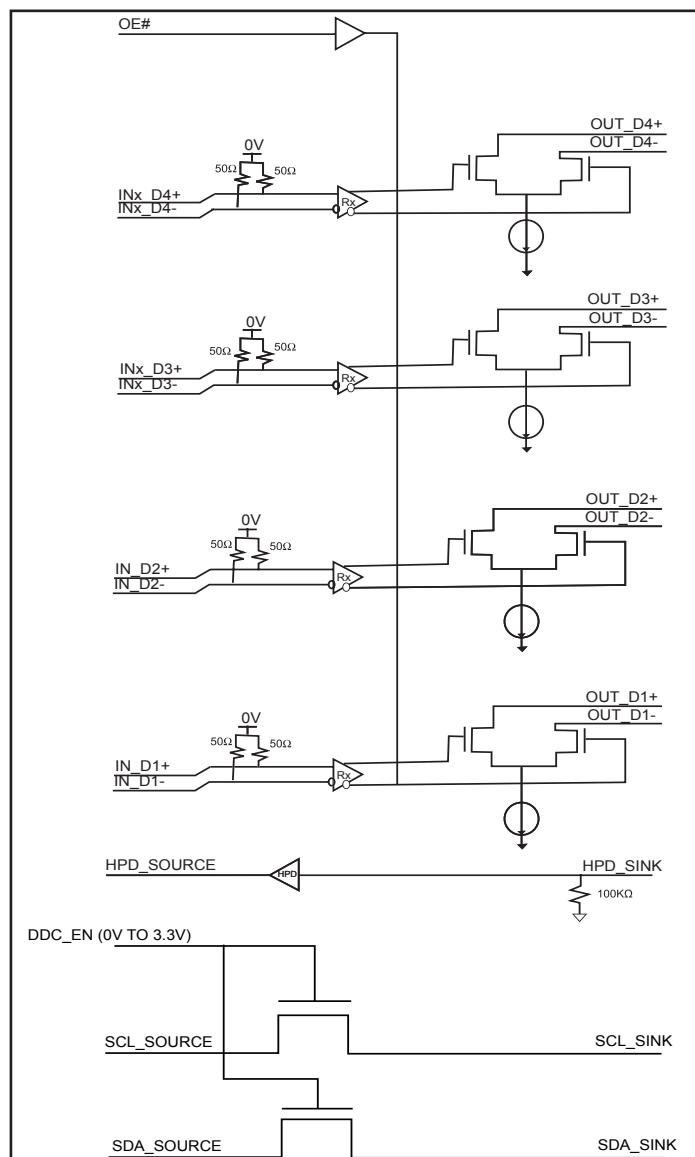 OE#
OUT_D4+
OUT_D4-
0V
50Ω
50Ω
INx_D4+
INx_D4-
Rx
OUT_D3+
OUT_D3-
0V
50Ω
50Ω
INx_D3+
INx_D3-
Rx
OUT_D2+
OUT_D2-
0V
50Ω
50Ω
IN_D2+
IN_D2-
Rx
OUT_D1+
OUT_D1-
0V
50Ω
50Ω
IN_D1+
IN_D1-
Rx
HPD_SOURCE
HPD
HPD_SINK
100KΩ
DDC_EN (0V TO 3.3V)
SCL_SOURCE
SCL_SINK
SDA_SOURCE
SDA_SINK